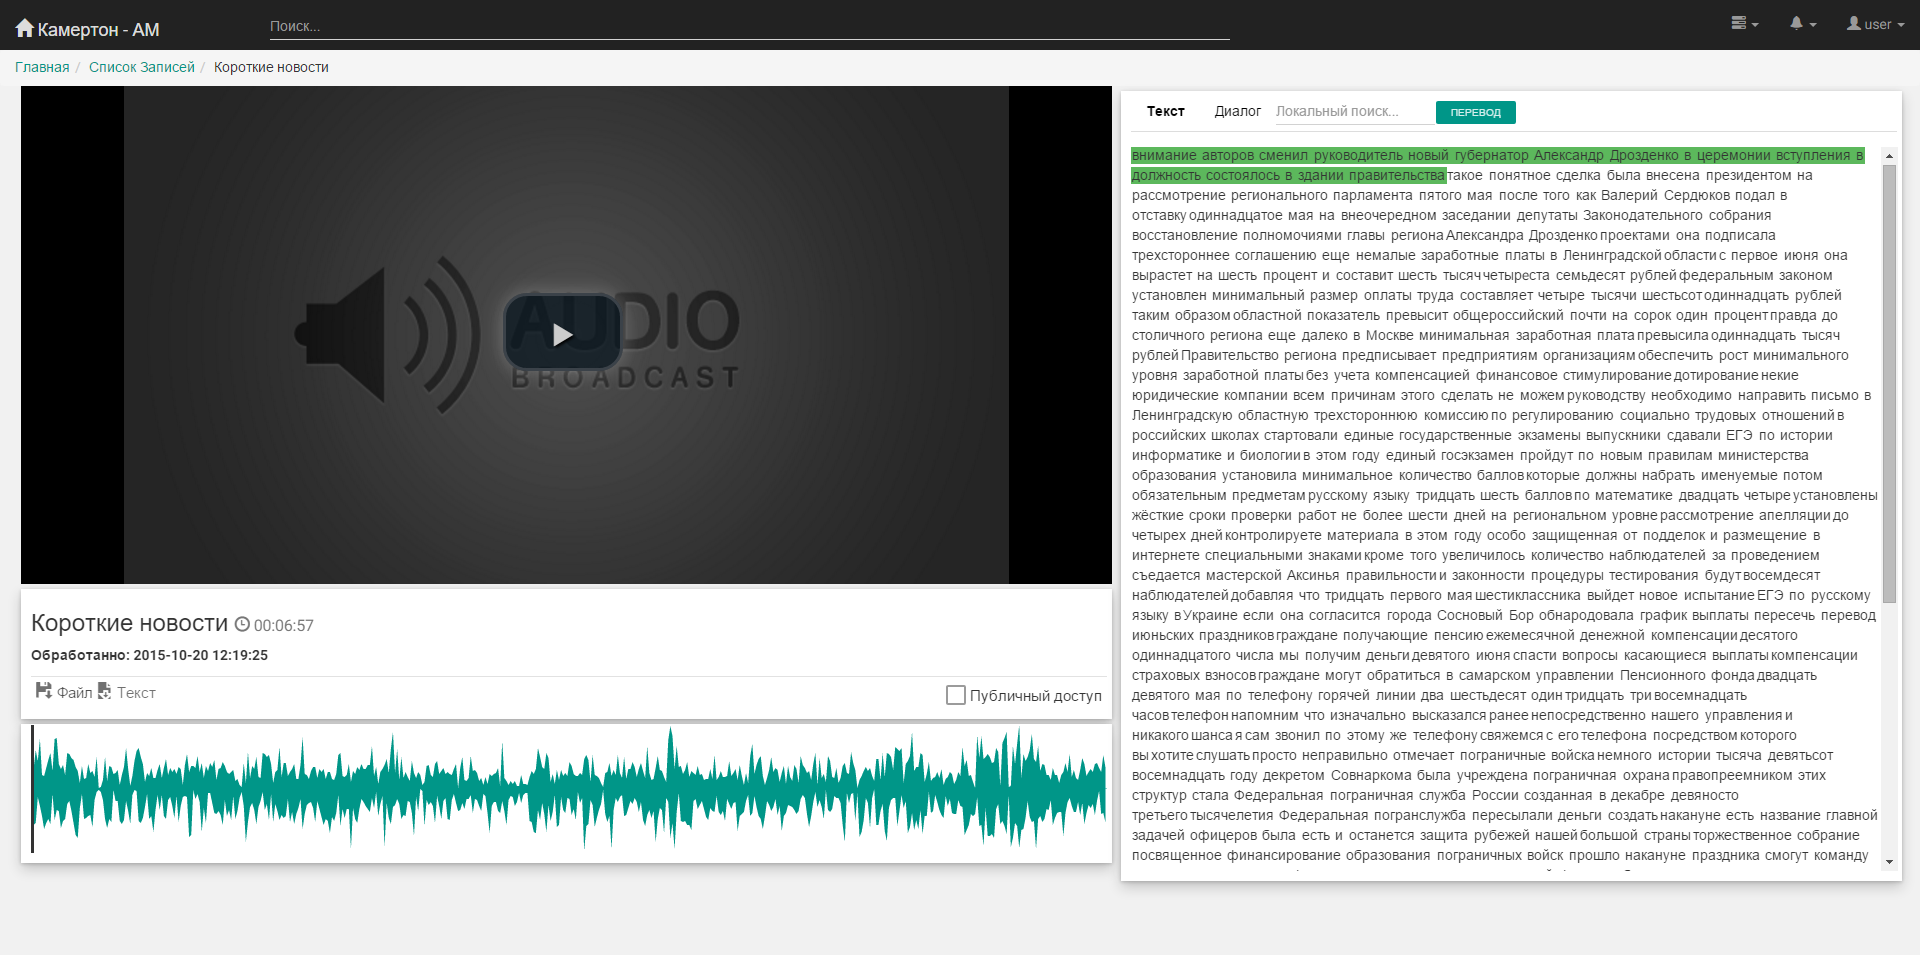 Камертон - АМ
Поиск...
user
Главная / Список Записей / Короткие новости
AUDIO
BROADCAST
Короткие новости 00:06:57
Обработанно: 2015-10-20 12:19:25
Файл Текст
Публичный доступ
Текст Диалог Локальный поиск... ПЕРЕВОД
внимание авторов сменил руководитель новый губернатор Александр Дрозденко в церемонии вступления в
должность состоялось в здании правительства такое понятное сделка была внесена президентом на
рассмотрение регионального парламента пятого мая после того как Валерий Сердюков подал в
отставку одиннадцатое мая на внеочередном заседании депутаты Законодательного собрания
восстановление полномочиями главы региона Александра Дрозденко проектами она подписала
трехстороннее соглашению еще немалые заработные платы в Ленинградской области с первое июня она
вырастет на шесть процент и составит шесть тысяч четыреста семьдесят рублей федеральным законом
установлен минимальный размер оплаты труда составляет четыре тысячи шестьсот одиннадцать рублей
таким образом областной показатель превысит общероссийский почти на сорок один процент правда до
столичного региона еще далеко в Москве минимальная заработная плата превысила одиннадцать тысяч
рублей Правительство региона предписывает предприятиям организациям обеспечить рост минимального
уровня заработной платы без учета компенсацией финансовое стимулирование дотирование некие
юридические компании всем причинам этого сделать не можем руководству необходимо направить письмо в
Ленинградскую областную трехстороннюю комиссию по регулированию социально трудовых отношений в
российских школах стартовали единые государственные экзамены выпускники сдавали ЕГЭ по истории
информатике и биологии в этом году единый госэкзамен пройдут по новым правилам министерства
образования установила минимальное количество баллов которые должны набрать именуемые потом
обязательным предметам русскому языку тридцать шесть баллов по математике двадцать четыре установлены
жёсткие сроки проверки работ не более шести дней на региональном уровне рассмотрение апелляции до
четырех дней контролируете материала в этом году особо защищенная от подделок и размещение в
интернете специальными знаками кроме того увеличилось количество наблюдателей за проведением
съедается мастерской Аксинья правильности и законности процедуры тестирования будут восемдесят
наблюдателей добавляя что тридцать первого мая шестиклассника выйдет новое испытание ЕГЭ по русскому
языку в Украине если она согласится города Сосновый Бор обнародовала график выплаты пересечь перевод
июньских праздников граждане получающие пенсию ежемесячной денежной компенсации десятого
одиннадцатого числа мы получим деньги девятого июня спасти вопросы касающиеся выплаты компенсации
страховых взносов граждане могут обратиться в самарском управлении Пенсионного фонда двадцать
девятого мая по телефону горячей линии два шестьдесят один тридцать три восемнадцать
часов телефон напомним что изначально высказался ранее непосредственно нашего управления и
никакого шанса я сам звонил по этому же телефону свяжемся с его телефона посредством которого
вы хотите слушать просто неправильно отмечает пограничные войска немного истории тысяча девятьсот
восемнадцать году декретом Совнаркома была учреждена пограничная охрана правопреемником этих
структур стала Федеральная пограничная служба России созданная в декабре девяносто
третьего тысячелетия Федеральная погранслужба пересылали деньги создать накануне есть название главной
задачей офицеров была есть и останется защита рубежей нашей большой страны торжественное собрание
посвященное финансирование образования пограничных войск прошло накануне праздника смогут команду